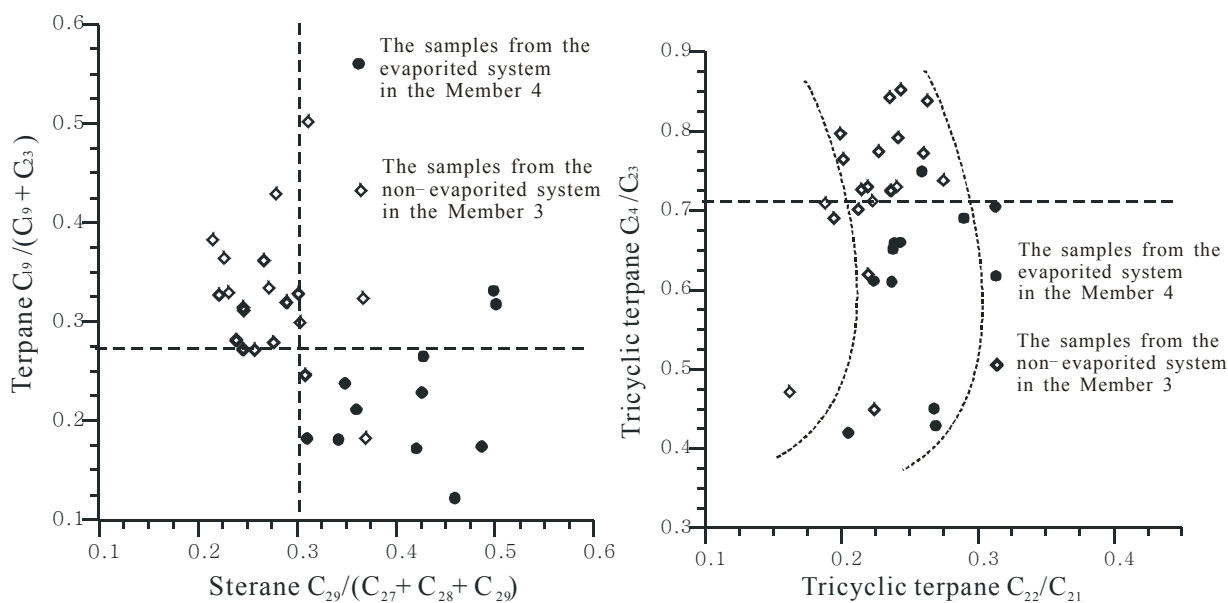 0.6
0.5
0.4
0.3
0.2
0.1
Terpane C₁₉/(C₁₉ + C₂₃)
The samples from the
evaporited system
in the Member 4
The samples from the
non-evaporited system
in the Member 3
0.1 0.2 0.3 0.4 0.5 0.6
Sterane C₂₉/(C₂₇+ C₂₈+ C₂₉)
0.9
0.8
0.7
0.6
0.5
0.4
0.3
Tricyclic terpane C₂₄/C₂₃
The samples from the
evaporited system
in the Member 4
The samples from the
non-evaporited system
in the Member 3
0.1 0.2 0.3 0.4
Tricyclic terpane C₂₂/C₂₁